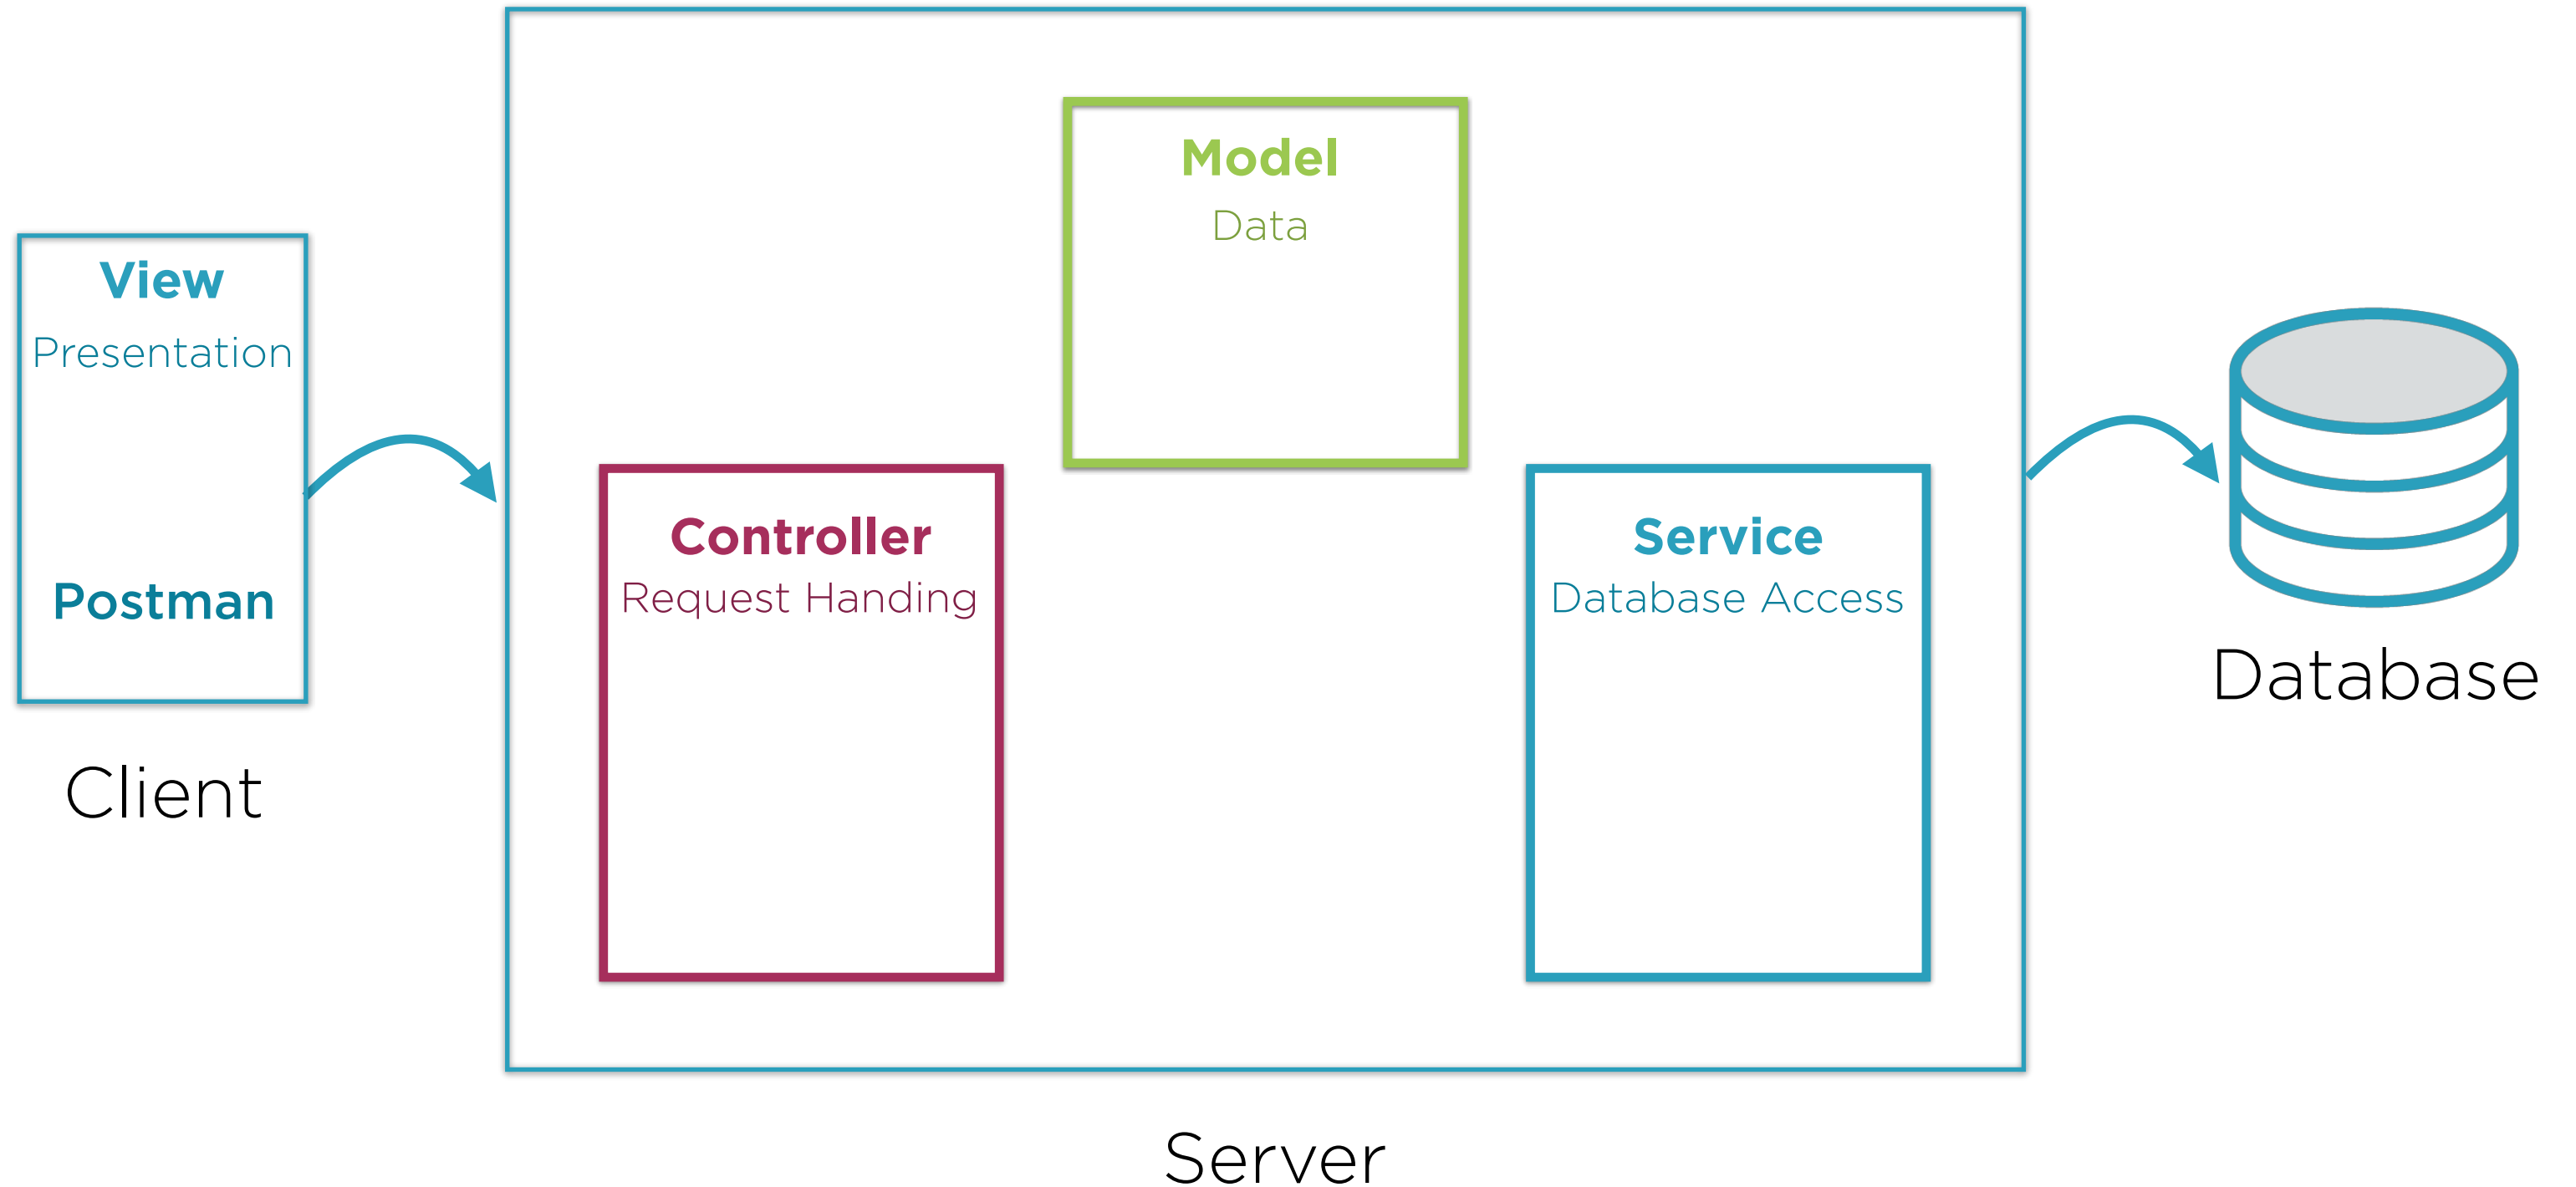 View
Presentation
Postman
Client
Model
Data
Controller
Request Handing
Service
Database Access
Server
Database